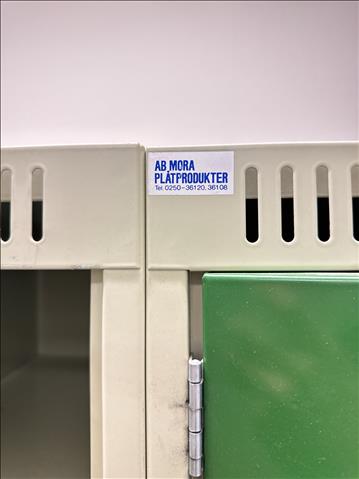 AB MORA
PLÅTPRODUKTER
Tel. 0250-36120, 36108